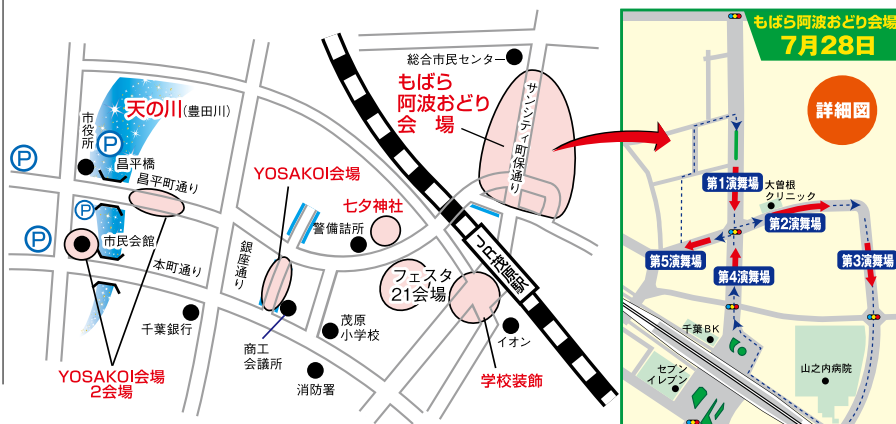 総合市民センター
もばら
阿波おどり
会　場
サンシティ町保通り
天の川(豊田川)
市役所
P
昌平橋
昌平町通り
P
P
市民会館
本町通り
銀座通り
YOSAKOI会場
七夕神社
警備詰所
JR茂原駅
フェスタ
21会場
千葉銀行
商工
会議所
茂原
小学校
イオン
消防署
学校装飾
YOSAKOI会場
2会場
もばら阿波おどり会場
7月28日
詳細図
第1演舞場
大曽根
クリニック
第2演舞場
第5演舞場
第4演舞場
第3演舞場
千葉BK
セブン
イレブン
山之内病院